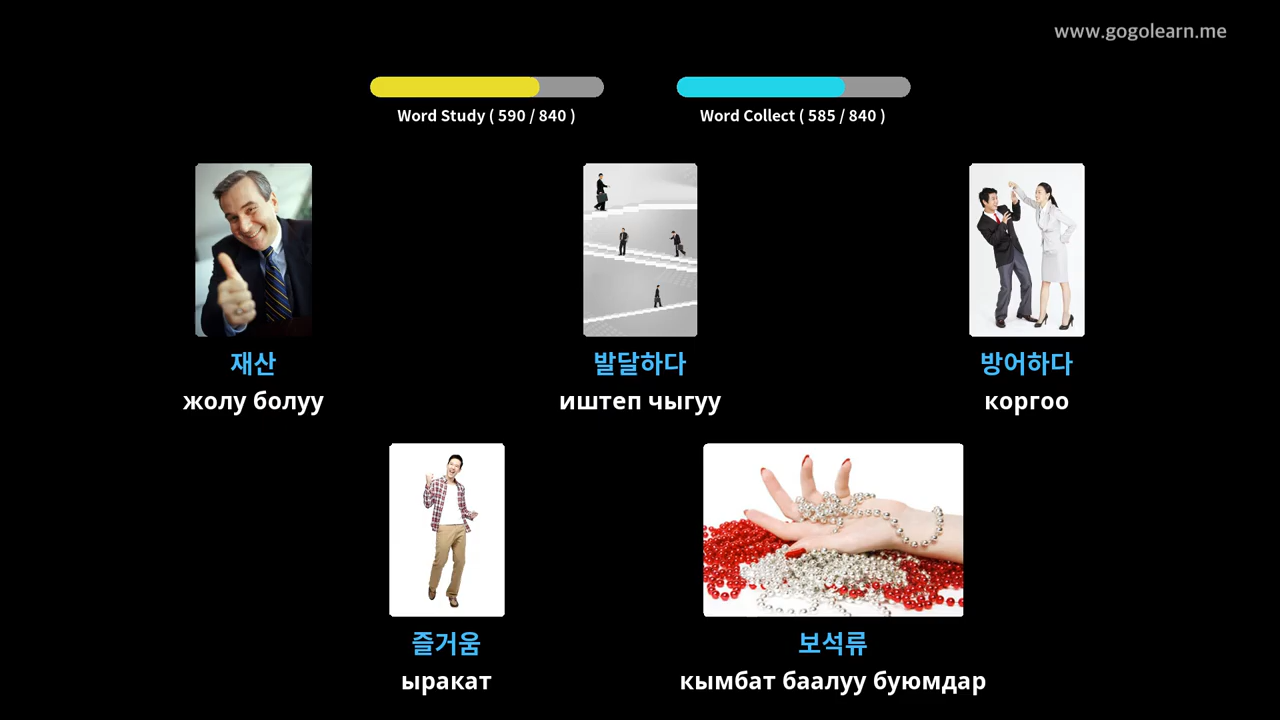 www.gogolearn.me
Word Study ( 590 / 840 )
Word Collect ( 585 / 840 )
재산
жолу болуу
발달하다
иштеп чыгуу
방어하다
коргоо
즐거움
ыракат
보석류
кымбат баалуу буюмдар